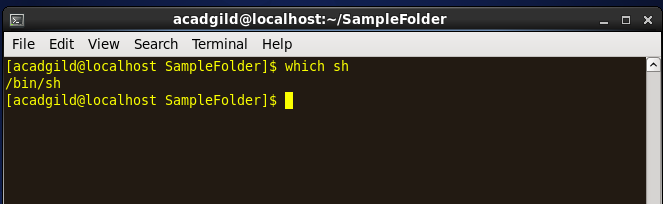 acadgild@localhost:~/SampleFolder
File Edit View Search Terminal Help
[acadgild@localhost SampleFolder]$ which sh
/bin/sh
[acadgild@localhost SampleFolder]$